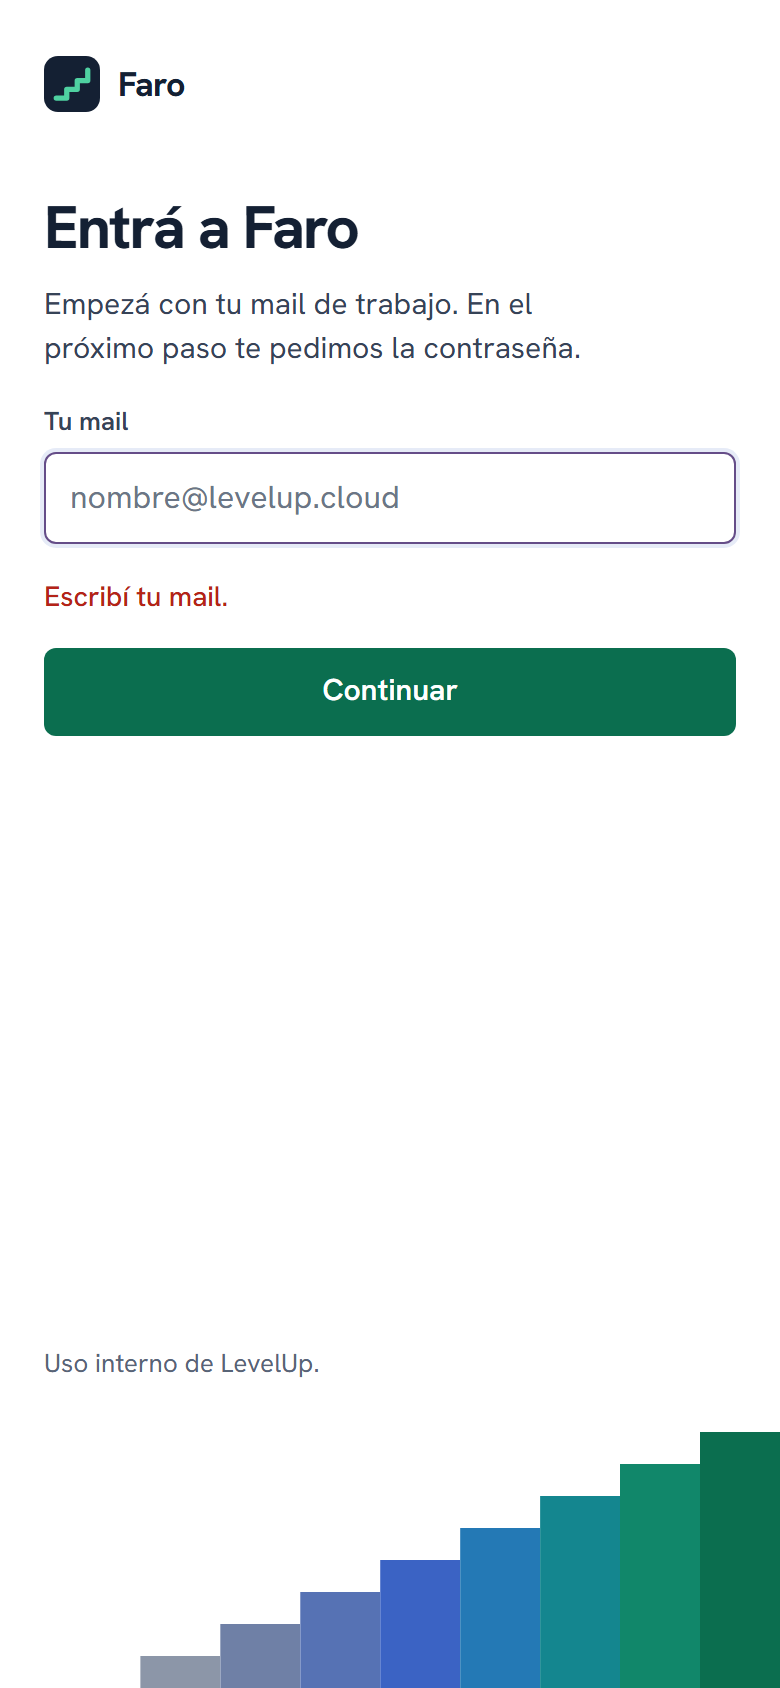 Faro
Entrá a Faro
Empezá con tu mail de trabajo. En el
próximo paso te pedimos la contraseña.
Tu mail
nombre@levelup.cloud
Escribí tu mail.
Continuar
Uso interno de LevelUp.